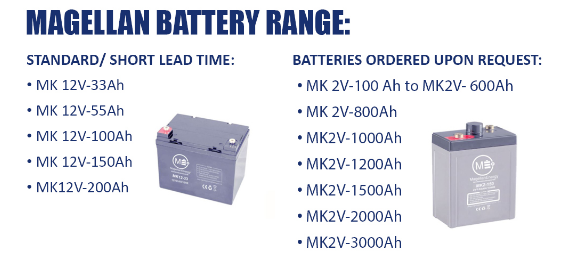 MAGELLAN BATTERY RANGE:
STANDARD/ SHORT LEAD TIME:
• MK 12V-33Ah
• MK 12V-55Ah
• MK 12V-100Ah
• MK 12V-150Ah
• MK12V-200Ah
BATTERIES ORDERED UPON REQUEST:
• MK 2V-100 Ah to MK2V- 600Ah
• MK 2V-800Ah
• MK2V-1000Ah
• MK2V-1200Ah
• MK2V-1500Ah
• MK2V-2000Ah
• MK2V-3000Ah